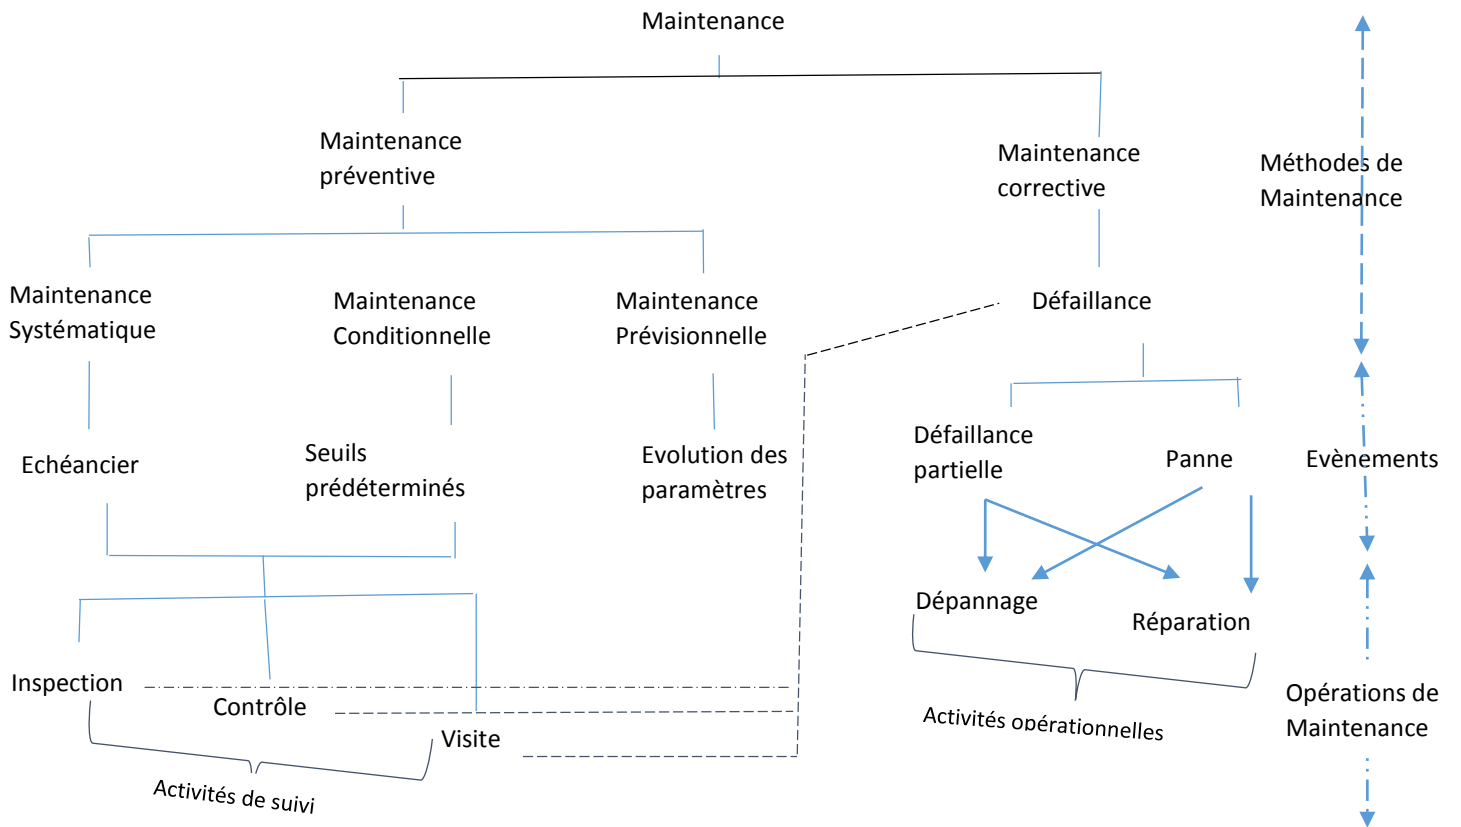 Maintenance
Maintenance
préventive
Maintenance
corrective
Méthodes de
Maintenance
Maintenance
Systématique
Maintenance
Conditionnelle
Maintenance
Prévisionnelle
Défaillance
Echéancier
Seuils
prédéterminés
Evolution des
paramètres
Défaillance
partielle
Panne
Evènements
Dépannage
Réparation
Inspection
Contrôle
Visite
Activités de suivi
Activités opérationnelles
Opérations de
Maintenance